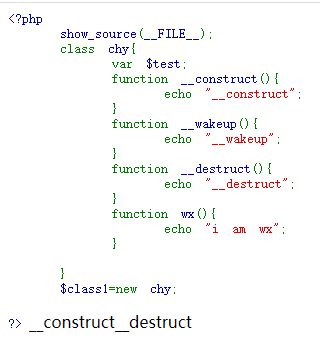 <?php
show_source(__FILE__);
class chy{
var $test;
function __construct(){
echo "__construct";
}
function __wakeup(){
echo "__wakeup";
}
function __destruct(){
echo "__destruct";
}
function wx(){
echo "i am wx";
}
}
$class1=new chy;
?> __construct__destruct